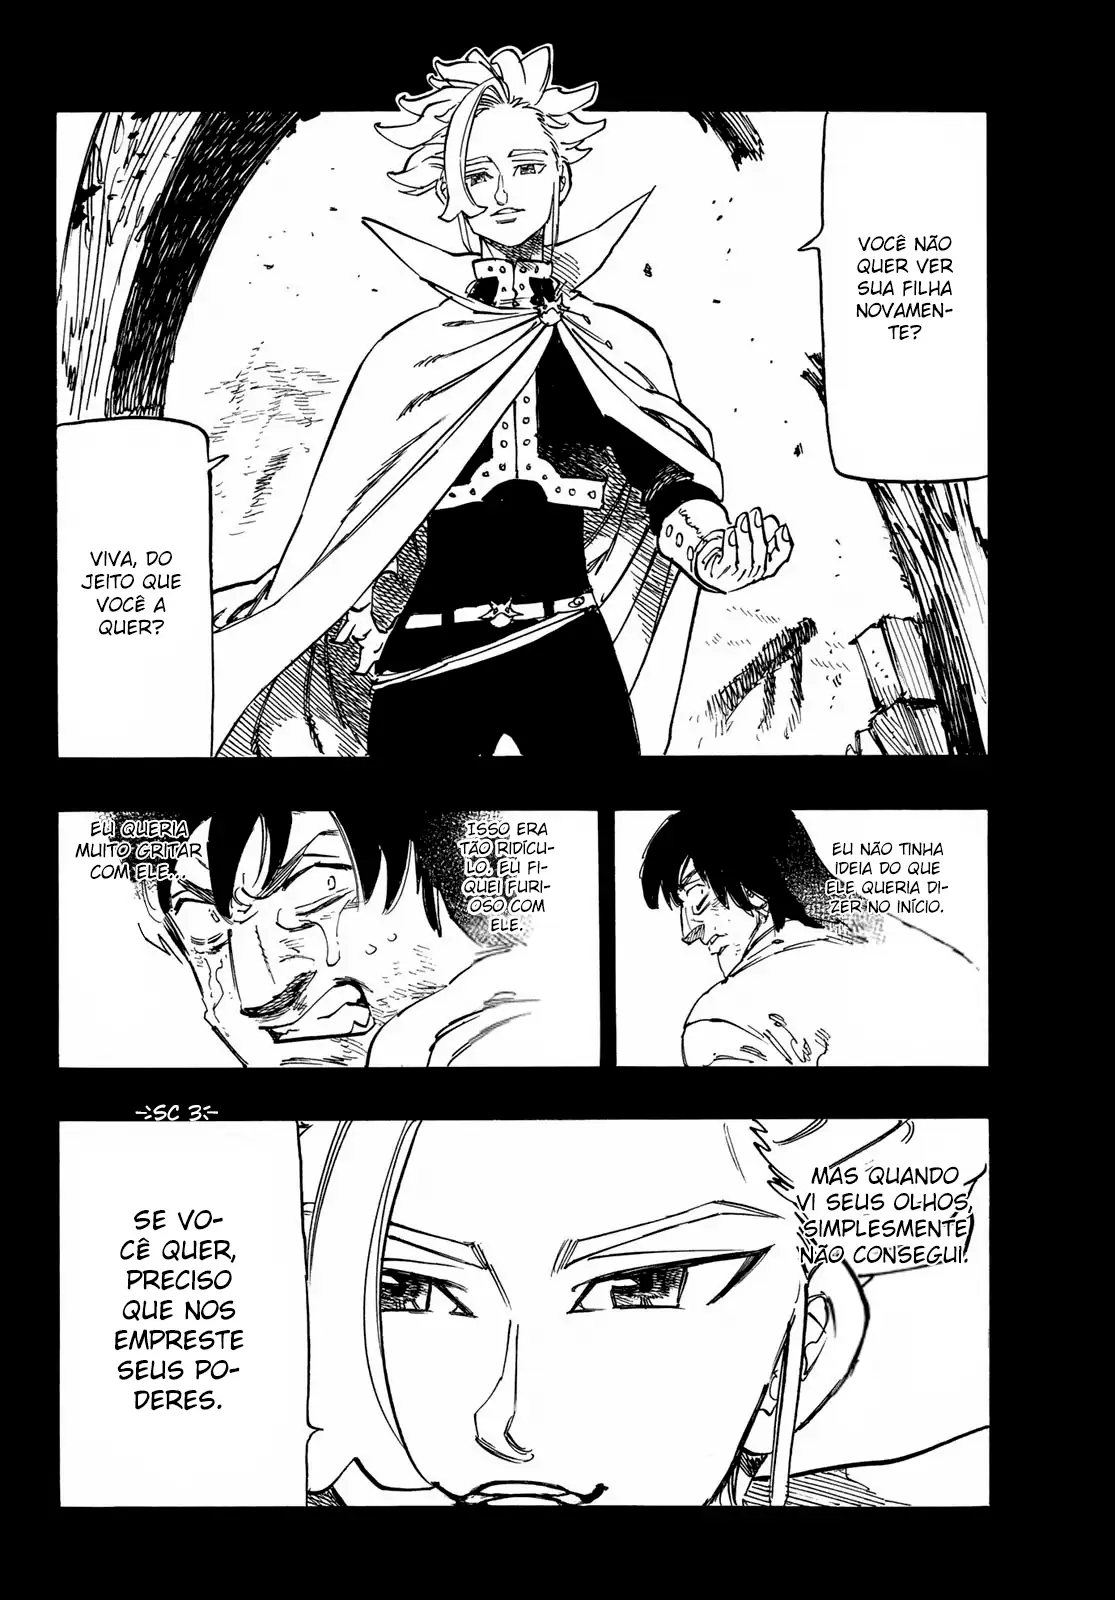 VOCÊ NÃO
QUER VER
SUA FILHA
NOVAMEN-
TE?
VIVA, DO
JEITO QUE
VOCÊ A
QUER?
EU NÃO TINHA
IDEIA DO QUE
ELE QUERIA DI-
ZER NO INÍCIO.
ISSO ERA
TÃO RIDÍCU-
LO. EU FI-
QUEI FURI-
OSO COM
ELE.
EU QUERIA
MUITO GRITAR
COM ELE...
SC 3
MAS QUANDO
VI SEUS OLHOS,
SIMPLESMENTE
NÃO CONSEGUI.
SE VO-
CÊ QUER,
PRECISO
QUE NOS
EMPRESTE
SEUS PO-
DERES.